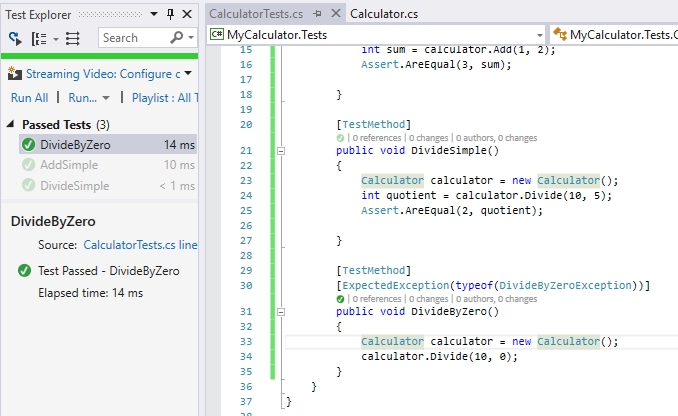 Test Explorer
Search
Streaming Video: Configure c
Run All | Run... | Playlist : All T
Passed Tests (3)
DivideByZero 14 ms
AddSimple 10 ms
DivideSimple < 1 ms
DivideByZero
Source: CalculatorTests.cs line
Test Passed - DivideByZero
Elapsed time: 14 ms
CalculatorTests.cs Calculator.cs
C# MyCalculator.Tests MyCalculator.Tests.C
15 int sum = calculator.Add(1, 2);
16 Assert.AreEqual(3, sum);
17
18 }
19
20 [TestMethod]
| 0 references | 0 changes | 0 authors, 0 changes
21 public void DivideSimple()
22 {
23 Calculator calculator = new Calculator();
24 int quotient = calculator.Divide(10, 5);
25 Assert.AreEqual(2, quotient);
26
27 }
28
29 [TestMethod]
30 [ExpectedException(typeof(DivideByZeroException))]
| 0 references | 0 changes | 0 authors, 0 changes
31 public void DivideByZero()
32 {
33 Calculator calculator = new Calculator();
34 calculator.Divide(10, 0);
35 }
36 }
37 }